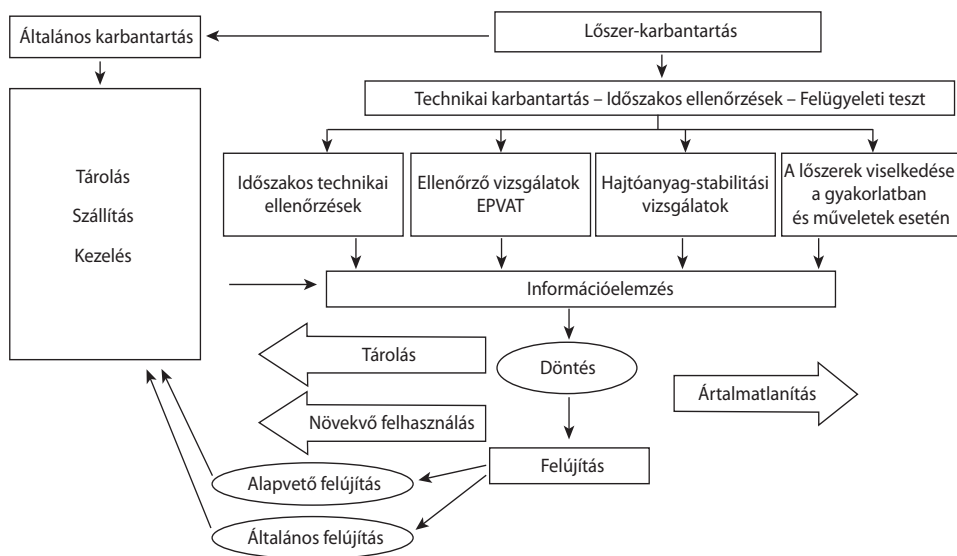 Általános karbantartás
Lőszer-karbantartás
Technikai karbantartás – Időszakos ellenőrzések – Felügyeleti teszt
Tárolás
Szállítás
Kezelés
Időszakos technikai
ellenőrzések
Ellenőrző vizsgálatok
EPVAT
Hajtóanyag-stabilitási
vizsgálatok
A lőszerek viselkedése
a gyakorlatban
és műveletek esetén
Információelemzés
Tárolás
Döntés
Ártalmatlanítás
Növekvő felhasználás
Felújítás
Alapvető felújítás
Általános felújítás